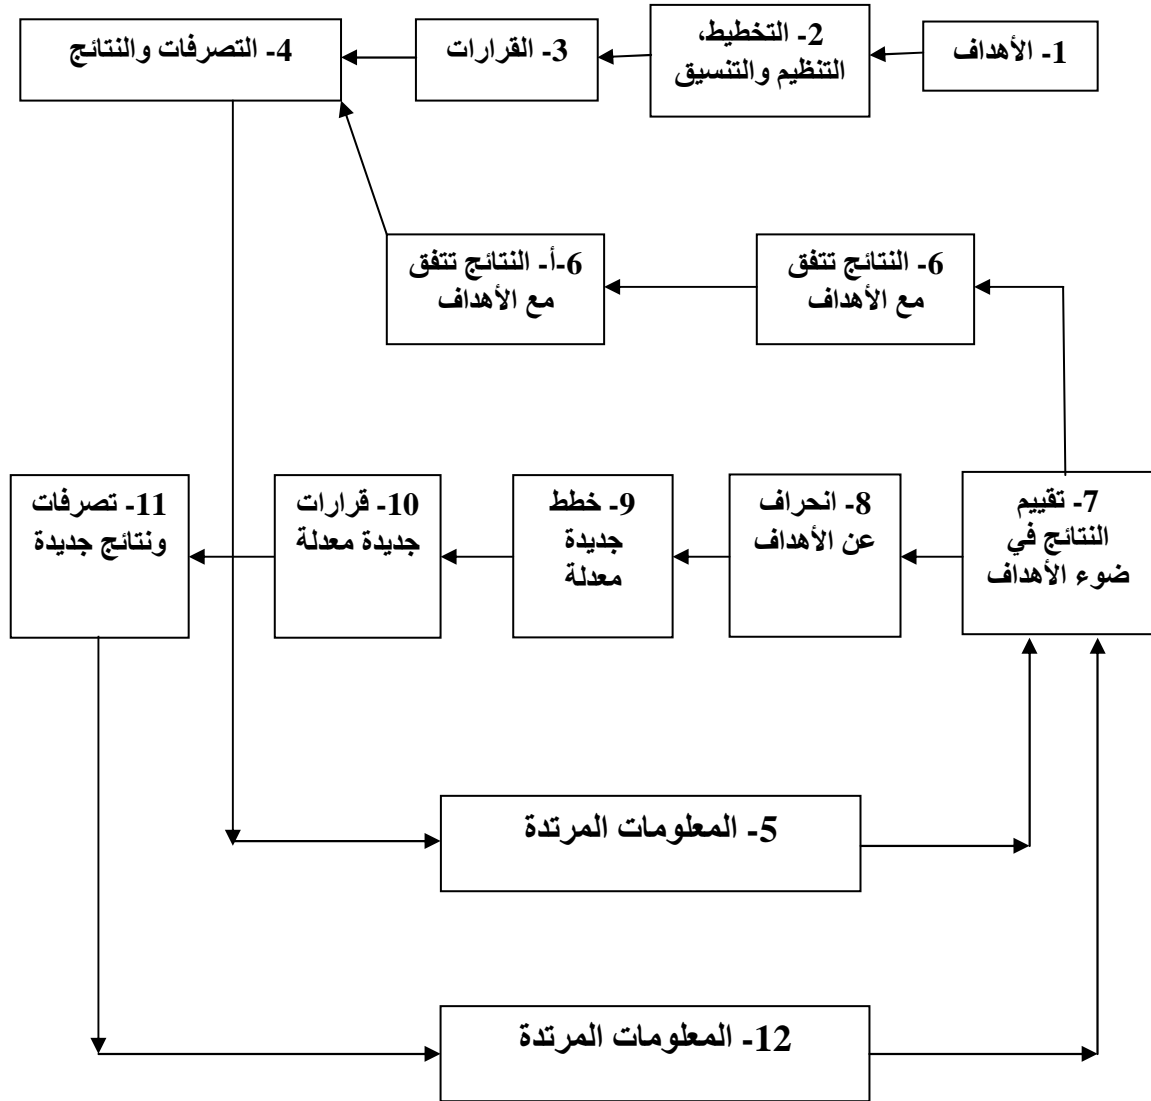 1- الأهداف
2- التخطيط،
التنظيم والتنسيق
3- القرارات
4- التصرفات والنتائج
6- النتائج تتفق
مع الأهداف
6-أ- النتائج تتفق
مع الأهداف
7- تقييم
النتائج في
ضوء الأهداف
8- انحراف
عن الأهداف
9- خطط
جديدة
معدلة
10- قرارات
جديدة معدلة
11- تصرفات
ونتائج جديدة
5- المعلومات المرتدة
12- المعلومات المرتدة